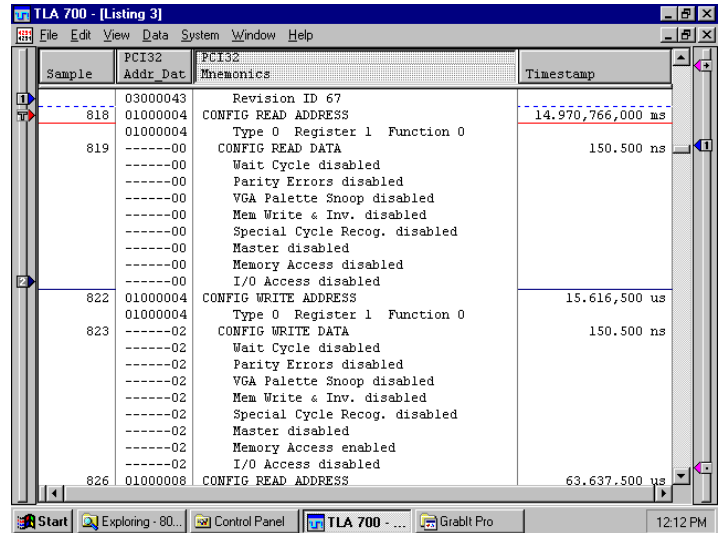 TLA 700 - [Listing 3]
File Edit View Data System Window Help
PCI32 PCI32
Sample Addr_Dat Mnemonics Timestamp
03000043 Revision ID 67
818 01000004 CONFIG READ ADDRESS 14.970,766,000 ms
01000004 Type 0 Register 1 Function 0
819 ------00 CONFIG READ DATA 150.500 ns
------00 Wait Cycle disabled
------00 Parity Errors disabled
------00 VGA Palette Snoop disabled
------00 Mem Write & Inv. disabled
------00 Special Cycle Recog. disabled
------00 Master disabled
------00 Memory Access disabled
------00 I/O Access disabled
822 01000004 CONFIG WRITE ADDRESS 15.616,500 us
01000004 Type 0 Register 1 Function 0
823 ------02 CONFIG WRITE DATA 150.500 ns
------02 Wait Cycle disabled
------02 Parity Errors disabled
------02 VGA Palette Snoop disabled
------02 Mem Write & Inv. disabled
------02 Special Cycle Recog. disabled
------02 Master disabled
------02 Memory Access enabled
------02 I/O Access disabled
826 01000008 CONFIG READ ADDRESS 63.637,500 us
Start Exploring - 80... Control Panel TLA 700 - ... GrabIt Pro 12:12 PM